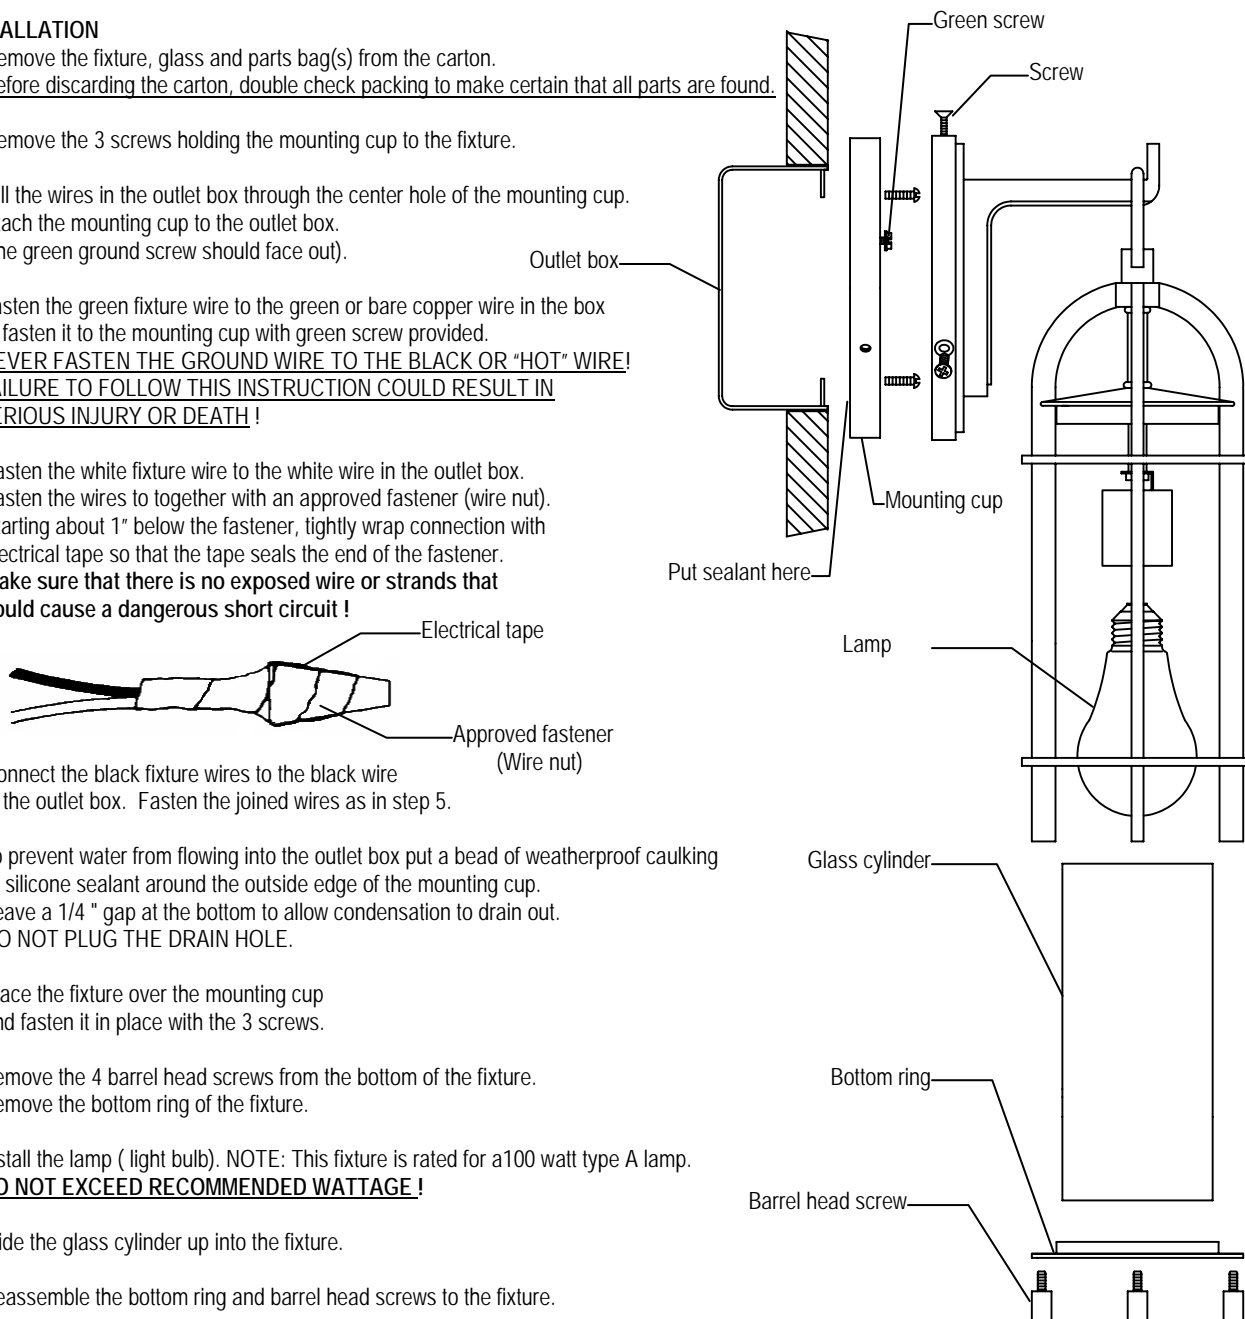 ALLATION
emove the fixture, glass and parts bag(s) from the carton.
efore discarding the carton, double check packing to make certain that all parts are found.
emove the 3 screws holding the mounting cup to the fixture.
ll the wires in the outlet box through the center hole of the mounting cup.
tach the mounting cup to the outlet box.
he green ground screw should face out).
asten the green fixture wire to the green or bare copper wire in the box
fasten it to the mounting cup with green screw provided.
EVER FASTEN THE GROUND WIRE TO THE BLACK OR “HOT” WIRE!
AILURE TO FOLLOW THIS INSTRUCTION COULD RESULT IN
ERIOUS INJURY OR DEATH !
asten the white fixture wire to the white wire in the outlet box.
asten the wires to together with an approved fastener (wire nut).
tarting about 1” below the fastener, tightly wrap connection with
lectrical tape so that the tape seals the end of the fastener.
ake sure that there is no exposed wire or strands that
ould cause a dangerous short circuit !
Electrical tape
Approved fastener
(Wire nut)
onnect the black fixture wires to the black wire
the outlet box. Fasten the joined wires as in step 5.
o prevent water from flowing into the outlet box put a bead of weatherproof caulking
silicone sealant around the outside edge of the mounting cup.
eave a 1/4 " gap at the bottom to allow condensation to drain out.
O NOT PLUG THE DRAIN HOLE.
ace the fixture over the mounting cup
nd fasten it in place with the 3 screws.
emove the 4 barrel head screws from the bottom of the fixture.
emove the bottom ring of the fixture.
stall the lamp ( light bulb). NOTE: This fixture is rated for a100 watt type A lamp.
O NOT EXCEED RECOMMENDED WATTAGE !
ide the glass cylinder up into the fixture.
eassemble the bottom ring and barrel head screws to the fixture.
Green screw
Screw
Outlet box
Mounting cup
Put sealant here
Lamp
Glass cylinder
Bottom ring
Barrel head screw